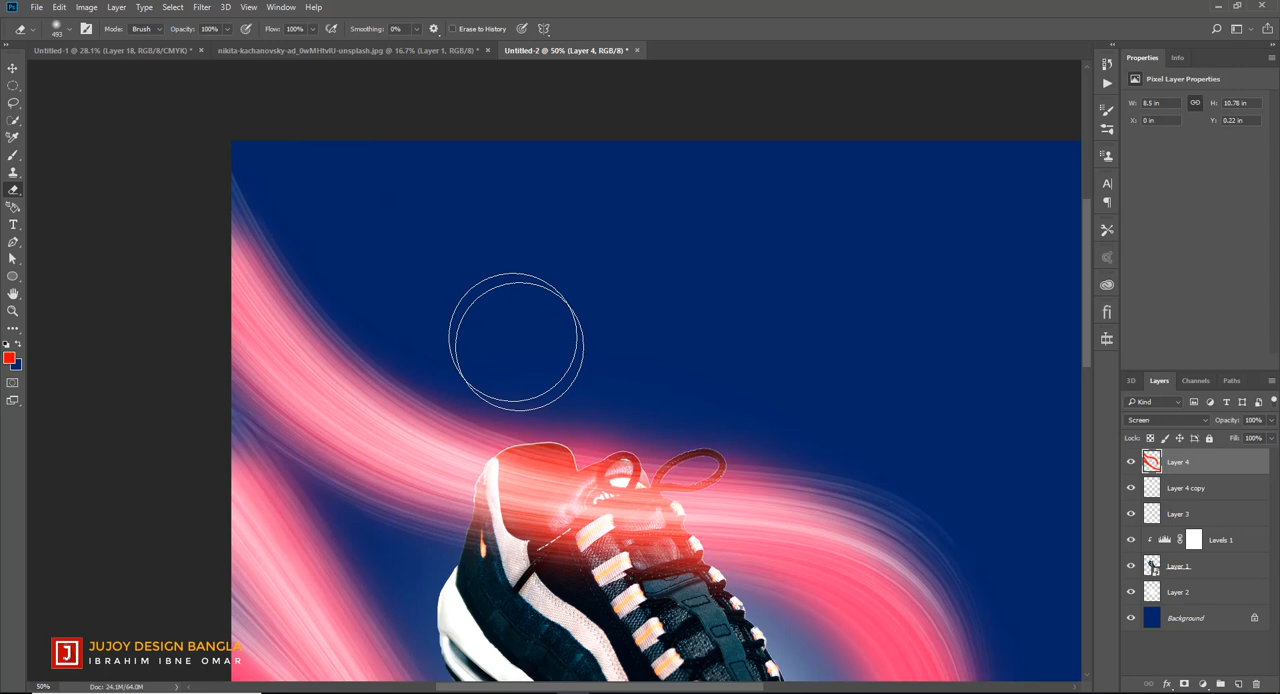 Ps File Edit Image Layer Type Select Filter 3D View Window Help
493 Mode: Brush Opacity: 100% Flow: 100% Smoothing: 0% Erase to History
Untitled-1 @ 28.1% (Layer 18, RGB/8/CMYK) * × nikita-kachanovsky-ad_0wMHtvlU-unsplash.jpg @ 16.7% (Layer 1, RGB/8) * × Untitled-2 @ 50% (Layer 4, RGB/8) * ×
Properties Info
Pixel Layer Properties
W: 8.5 in H: 10.78 in
X: 0 in Y: 0.22 in
3D Layers Channels Paths
Kind
Screen Opacity: 100%
Lock: Fill: 100%
Layer 4
Layer 4 copy
Layer 3
Levels 1
Layer 1
Layer 2
Background
J JUJOY DESIGN BANGLA
IBRAHIM IBNE OMAR
50% Doc: 24.1M/64.0M